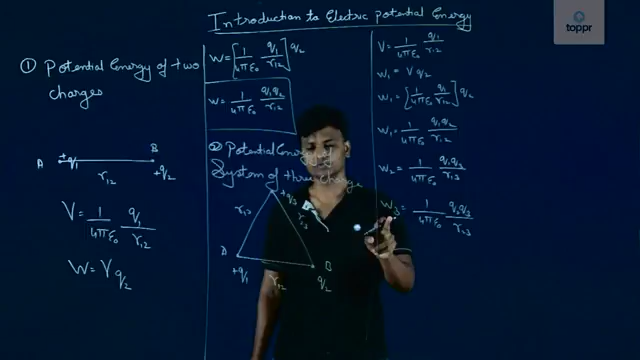 Introduction to Electric potential Energy
toppr
① Potential Energy of two
charges
A +q1 r12 B +q2
V = 1/4πε0 q1/r12
W = V q2
W = [1/4πε0 q1/r12] q2
W = 1/4πε0 q1q2/r12
② Potential Energy of
System of three Charge
+q3
r13
r23
A B
+q1 r12 q2
V = 1/4πε0 q1/r12
W1 = V q2
W1 = [1/4πε0 q1/r12] q2
W1 = 1/4πε0 q1q2/r12
W2 = 1/4πε0 q1q3/r13
W3 = 1/4πε0 q2q3/r23